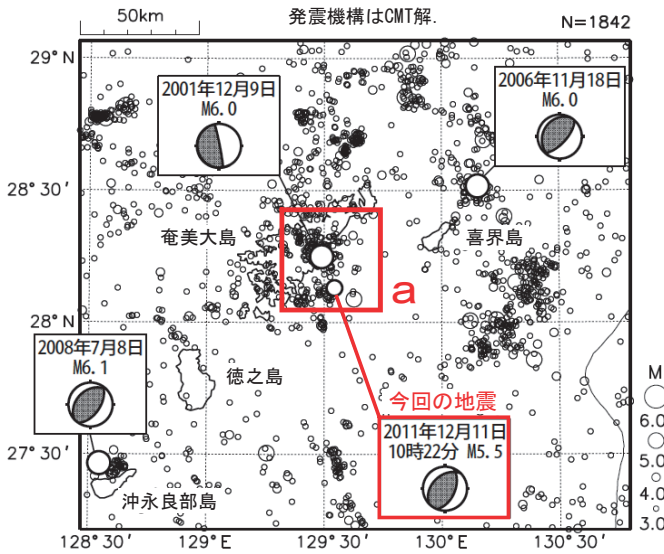 50km
発震機構はCMT解.
N=1842
29° N
2001年12月9日
M6.0
2006年11月18日
M6.0
28° 30′
奄美大島
喜界島
a
28° N
2008年7月8日
M6.1
徳之島
今回の地震
M
6.0
2011年12月11日
10時22分 M5.5
5.0
27° 30′
4.0
沖永良部島
3.0
128° 30′
129° E
129° 30′
130° E
130° 30′